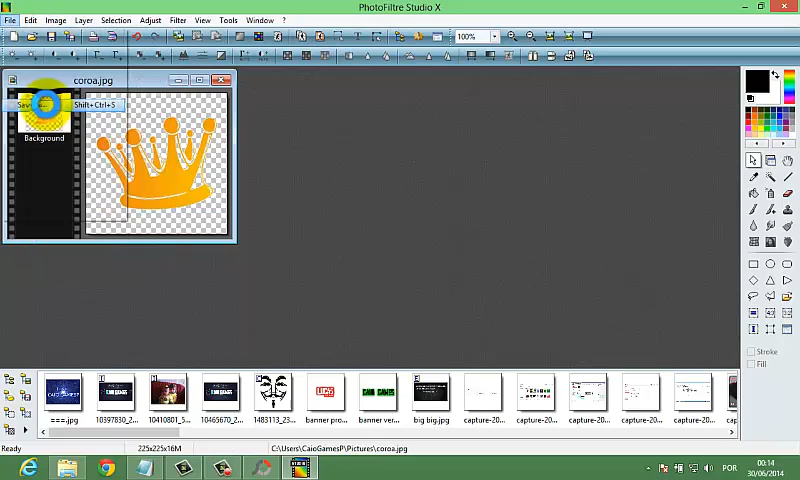 PhotoFiltre Studio X
File Edit Image Layer Selection Adjust Filter View Tools Window ?
100%
coroa.jpg
Shift+Ctrl+S
Background
Stroke
Fill
===.jpg 10397830_2... 10410801_5... 10465670_2... 1483113_23... banner pro... banner ver... big big.jpg capture-20... capture-20... capture-20... capture-20... capture-20...
Ready 225x225x16M C:\Users\CaioGamesP\Pictures\coroa.jpg
POR
00:14
30/06/2014